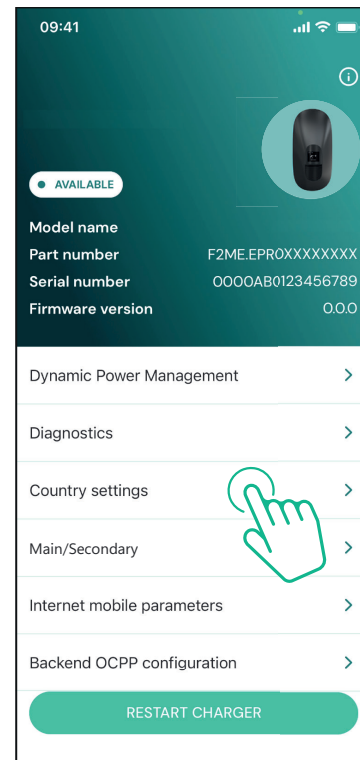 09:41
AVAILABLE
Model name
Part number F2ME.EPR0XXXXXXXX
Serial number 0000AB0123456789
Firmware version 0.0.0
Dynamic Power Management
Diagnostics
Country settings
Main/Secondary
Internet mobile parameters
Backend OCPP configuration
RESTART CHARGER